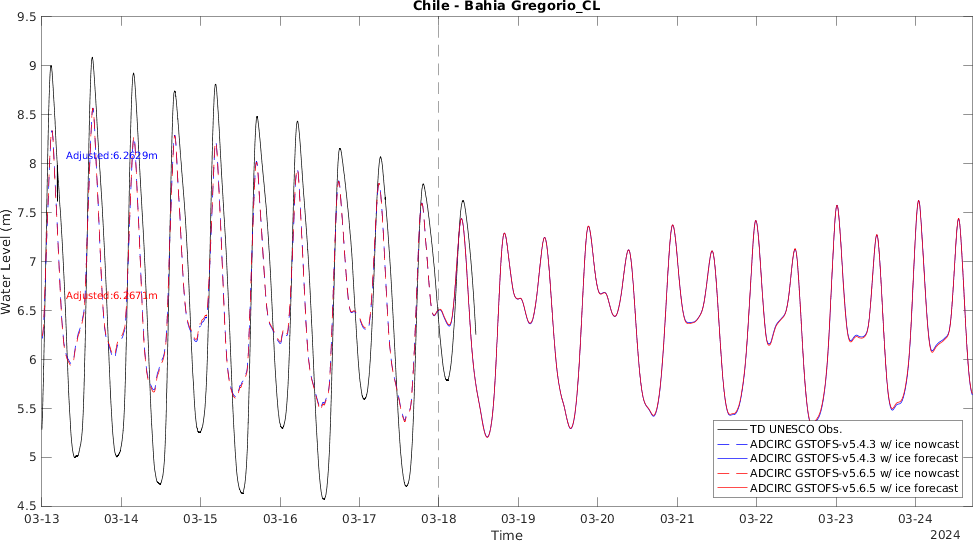 Chile - Bahia Gregorio_CL
9.5
9
8.5
8
7.5
7
6.5
6
5.5
5
4.5
Water Level (m)
Adjusted:6.2629m
Adjusted:6.2671m
TD UNESCO Obs.
ADCIRC GSTOFS-v5.4.3 w/ ice nowcast
ADCIRC GSTOFS-v5.4.3 w/ ice forecast
ADCIRC GSTOFS-v5.6.5 w/ ice nowcast
ADCIRC GSTOFS-v5.6.5 w/ ice forecast
03-13 03-14 03-15 03-16 03-17 03-18 03-19 03-20 03-21 03-22 03-23 03-24
Time
2024